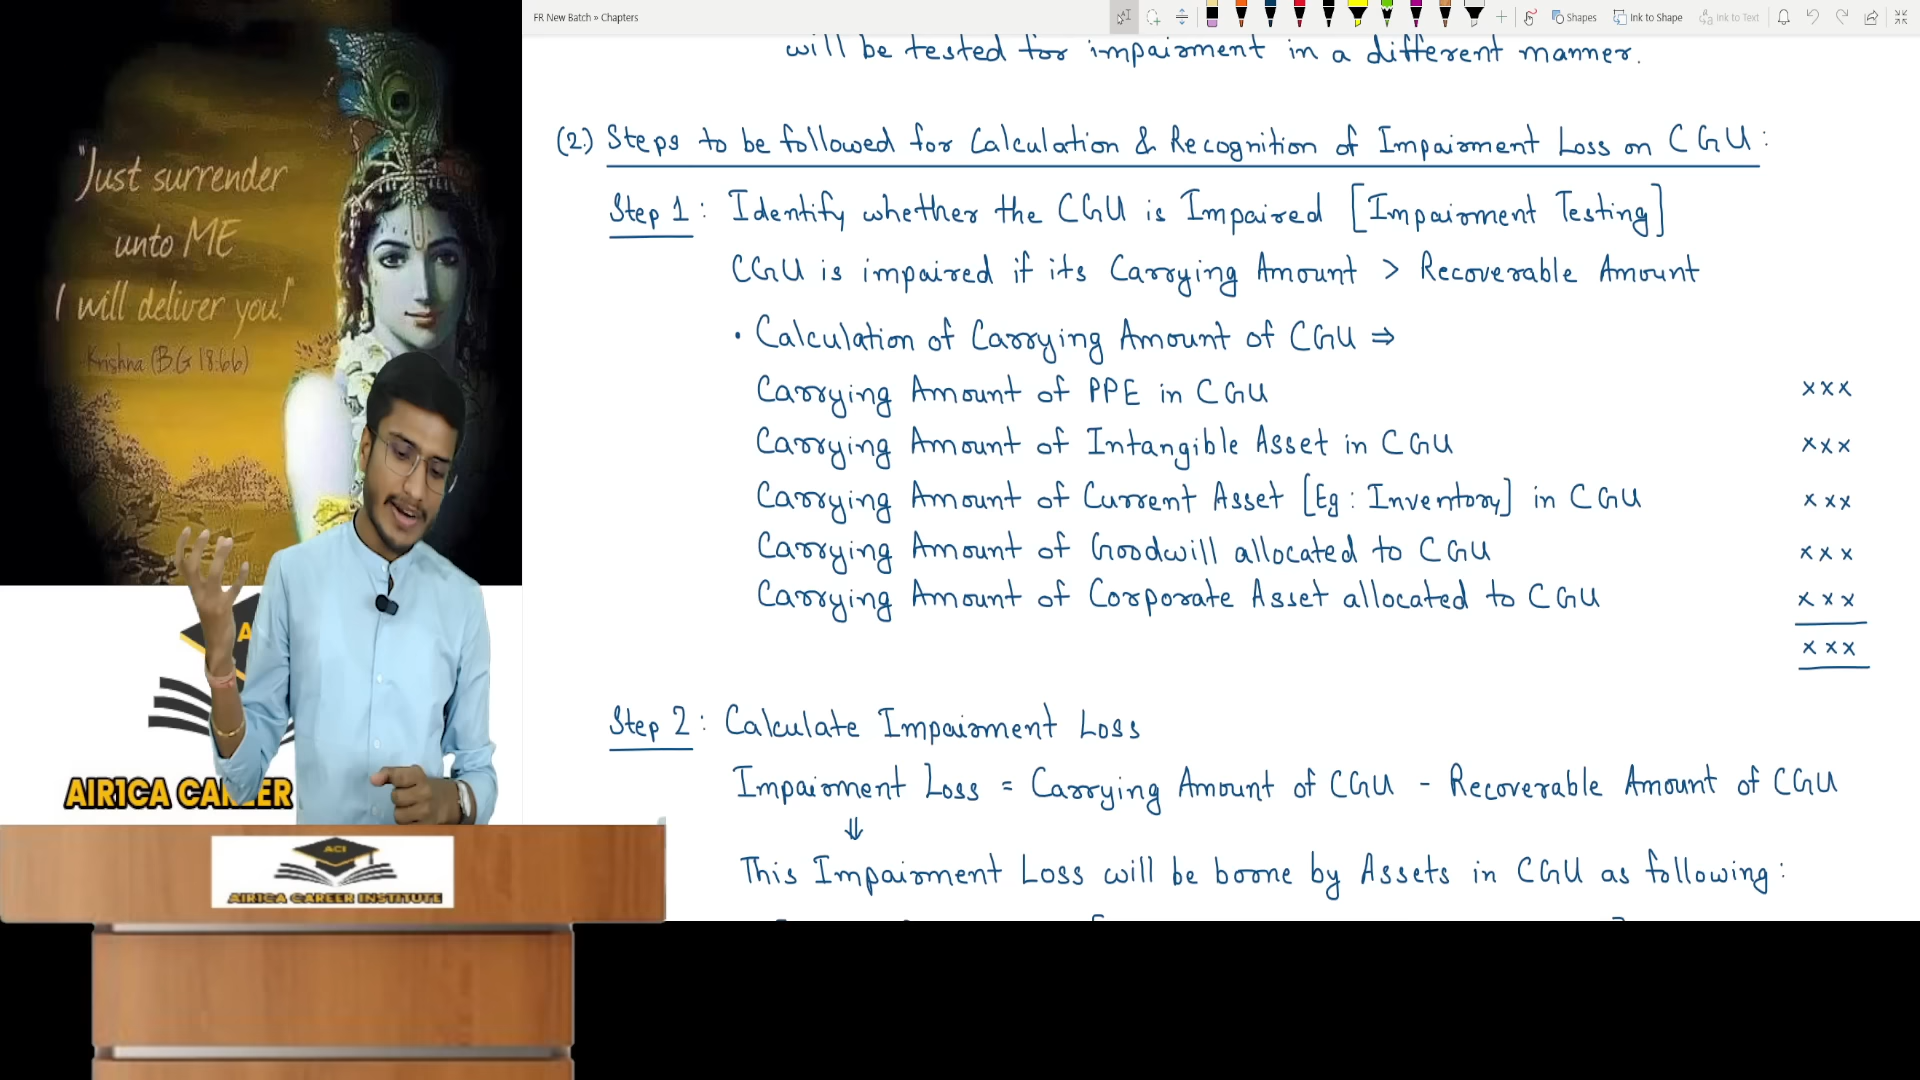 FR New Batch » Chapters
Shapes
Ink to Shape
Ink to Text
will be tested for impairment in a different manner.
(2.) Steps to be followed for Calculation & Recognition of Impairment Loss on CGU :
Step 1 : Identify whether the CGU is Impaired [Impairment Testing]
CGU is impaired if its Carrying Amount > Recoverable Amount
• Calculation of Carrying Amount of CGU ⇒
Carrying Amount of PPE in CGU xxx
Carrying Amount of Intangible Asset in CGU xxx
Carrying Amount of Current Asset [Eg : Inventory] in CGU xxx
Carrying Amount of Goodwill allocated to CGU xxx
Carrying Amount of Corporate Asset allocated to CGU xxx
xxx
Step 2 : Calculate Impairment Loss
Impairment Loss = Carrying Amount of CGU - Recoverable Amount of CGU
⇓
This Impairment Loss will be borne by Assets in CGU as following :
"Just surrender
unto ME
I will deliver you!"
- Krishna (B.G 18.66)
AIR1CA CA
ER
ACI
AIR1CA CAREER INSTITUTE